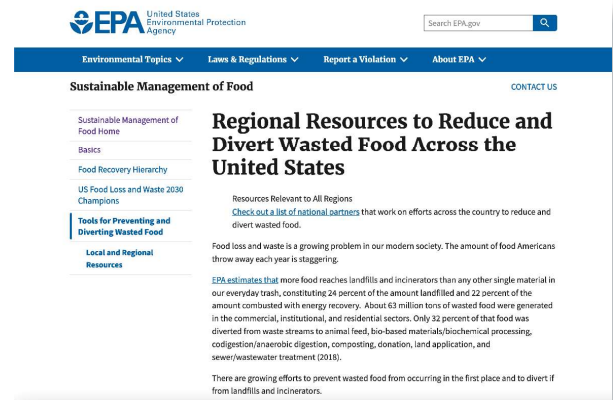 EPA United States
Environmental Protection
Agency
Search EPA.gov
Environmental Topics Laws & Regulations Report a Violation About EPA
Sustainable Management of Food
CONTACT US
Sustainable Management of
Food Home
Basics
Food Recovery Hierarchy
US Food Loss and Waste 2030
Champions
Tools for Preventing and
Diverting Wasted Food
Local and Regional
Resources
Regional Resources to Reduce and
Divert Wasted Food Across the
United States
Resources Relevant to All Regions
Check out a list of national partners that work on efforts across the country to reduce and
divert wasted food.
Food loss and waste is a growing problem in our modern society. The amount of food Americans
throw away each year is staggering.
EPA estimates that more food reaches landfills and incinerators than any other single material in
our everyday trash, constituting 24 percent of the amount landfilled and 22 percent of the
amount combusted with energy recovery. About 63 million tons of wasted food were generated
in the commercial, institutional, and residential sectors. Only 32 percent of that food was
diverted from waste streams to animal feed, bio-based materials/biochemical processing,
codigestion/anaerobic digestion, composting, donation, land application, and
sewer/wastewater treatment (2018).
There are growing efforts to prevent wasted food from occurring in the first place and to divert if
from landfills and incinerators.